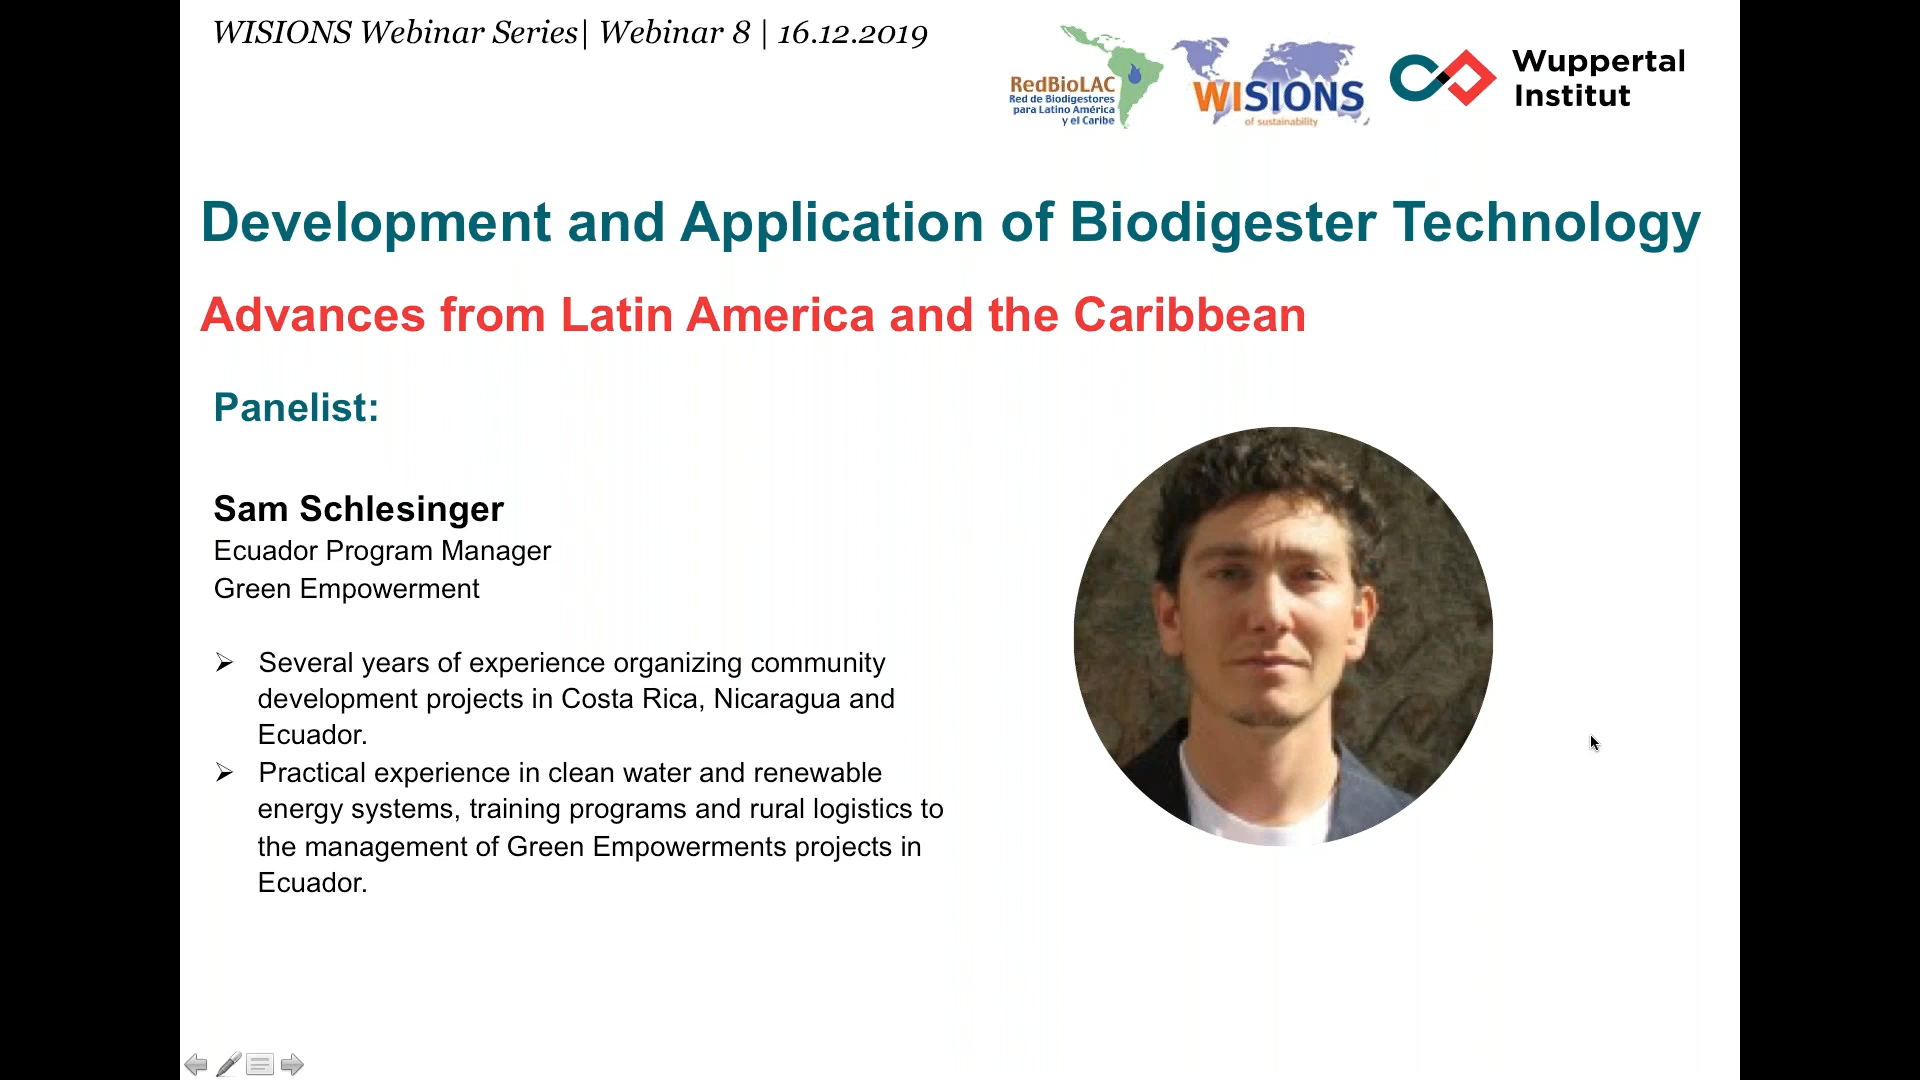 WISIONS Webinar Series| Webinar 8 | 16.12.2019
RedBioLAC
Red de Biodigestores
para Latino América
y el Caribe
WISIONS
of sustainability
Wuppertal
Institut
Development and Application of Biodigester Technology
Advances from Latin America and the Caribbean
Panelist:
Sam Schlesinger
Ecuador Program Manager
Green Empowerment
➢ Several years of experience organizing community
development projects in Costa Rica, Nicaragua and
Ecuador.
➢ Practical experience in clean water and renewable
energy systems, training programs and rural logistics to
the management of Green Empowerments projects in
Ecuador.